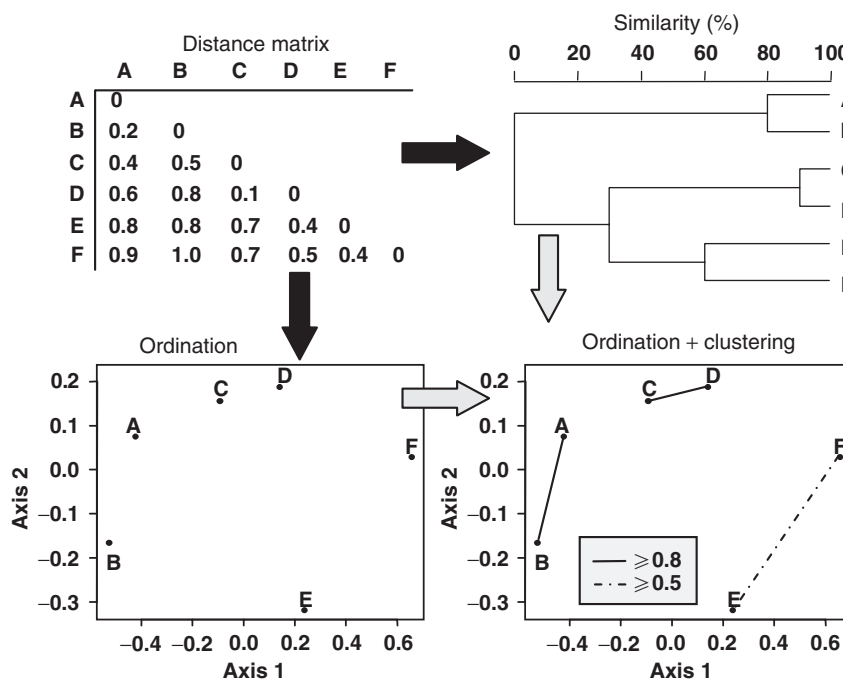 Distance matrix
A B C D E F
A 0
B 0.2 0
C 0.4 0.5 0
D 0.6 0.8 0.1 0
E 0.8 0.8 0.7 0.4 0
F 0.9 1.0 0.7 0.5 0.4 0
Similarity (%)
0 20 40 60 80 100
Ordination
0.2
0.1
0.0
−0.1
−0.2
−0.3
Axis 2
A
B
C
D
E
F
−0.4 −0.2 0.0 0.2 0.4 0.6
Axis 1
Ordination + clustering
0.2
0.1
0.0
−0.1
−0.2
−0.3
Axis 2
A
B
C
D
E
F
⩾0.8
⩾0.5
−0.4 −0.2 0.0 0.2 0.4 0.6
Axis 1